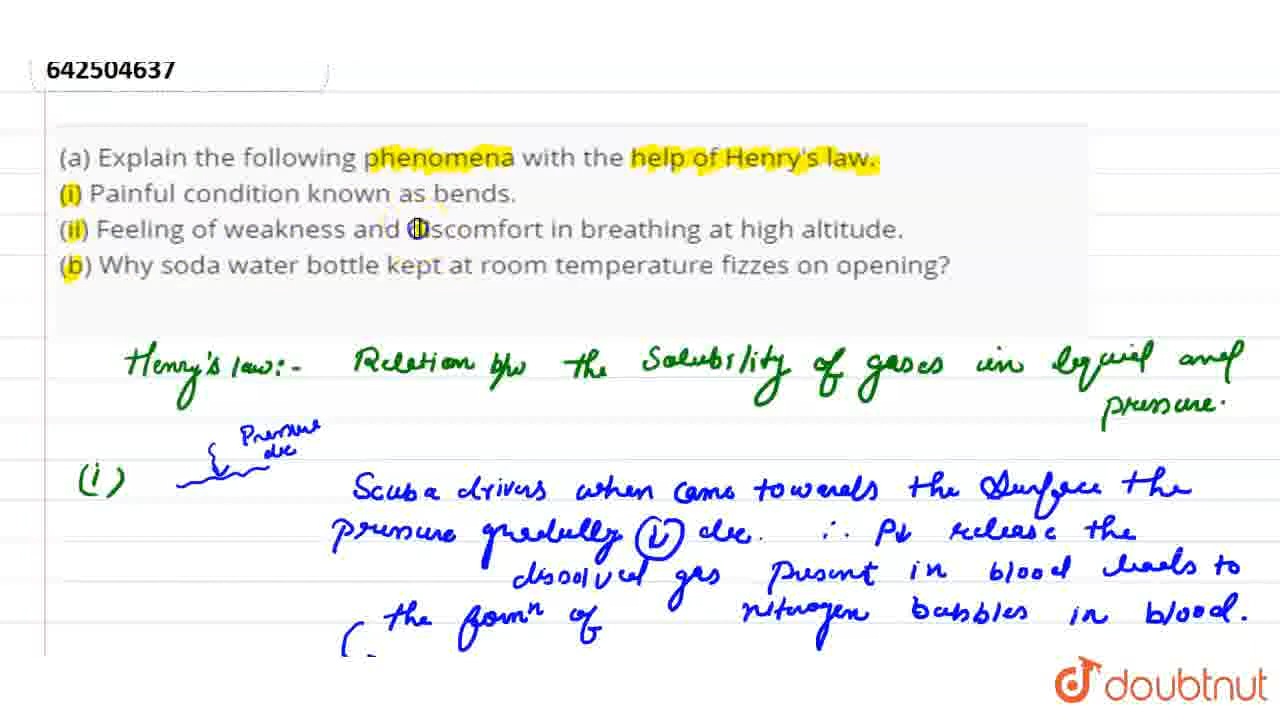 642504637
(a) Explain the following phenomena with the help of Henry's law.
(i) Painful condition known as bends.
(ii) Feeling of weakness and discomfort in breathing at high altitude.
(b) Why soda water bottle kept at room temperature fizzes on opening?
Henry's law:- Relation b/w the Solubility of gases in liquid and
pressure.
Pressure
dec
(i) Scuba drivers when came towards the Surface the
pressure gradually ↓ dec. ∴ P↓ release the
dissolved gas present in blood leads to
the formⁿ of nitrogen bubbles in blood.
doubtnut